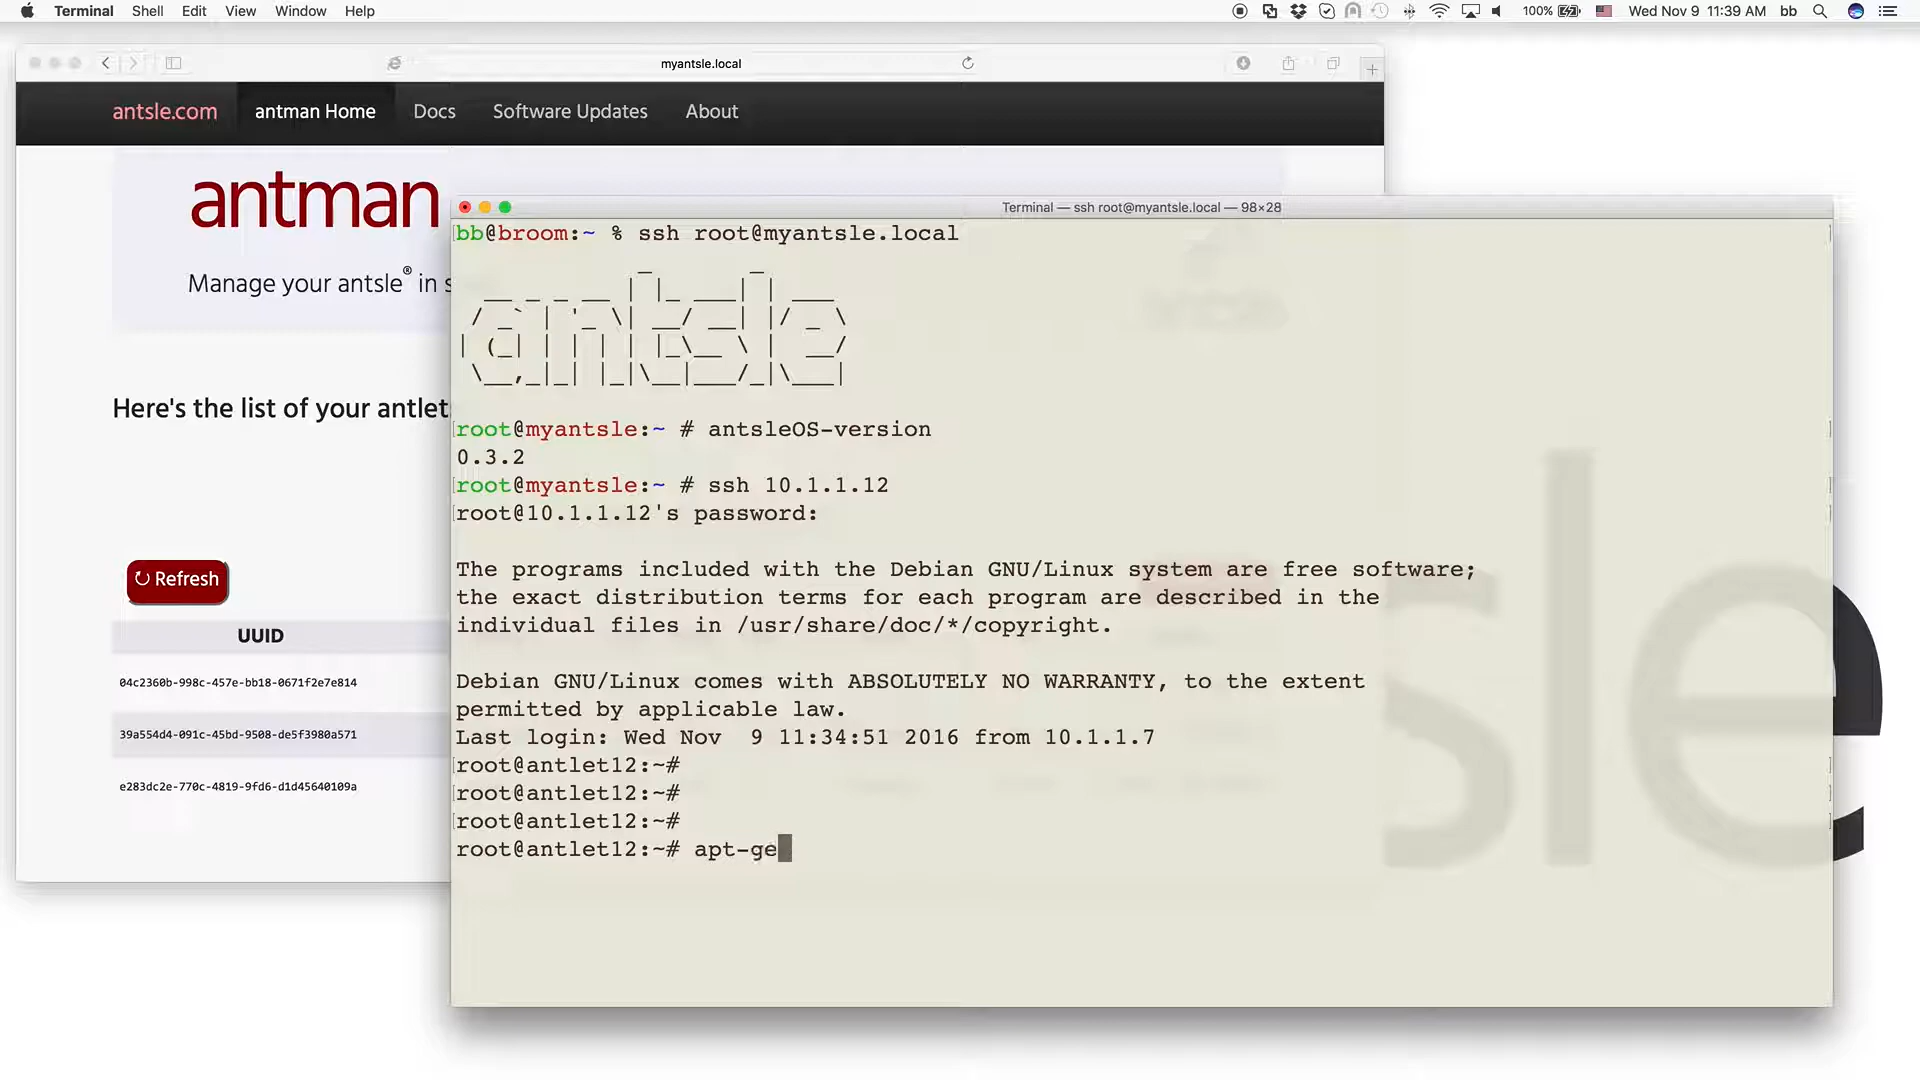 Terminal Shell Edit View Window Help 100% Wed Nov 9 11:39 AM bb
myantsle.local
antsle.com antman Home Docs Software Updates About
antman
Manage your antsle® in s
Here's the list of your antlets
Refresh
UUID
04c2360b-998c-457e-bb18-0671f2e7e814
39a554d4-091c-45bd-9508-de5f3980a571
e283dc2e-770c-4819-9fd6-d1d45640109a
Terminal — ssh root@myantsle.local — 98×28
bb@broom:~ % ssh root@myantsle.local
antsle
root@myantsle:~ # antsleOS-version
0.3.2
root@myantsle:~ # ssh 10.1.1.12
root@10.1.1.12's password:
The programs included with the Debian GNU/Linux system are free software;
the exact distribution terms for each program are described in the
individual files in /usr/share/doc/*/copyright.
Debian GNU/Linux comes with ABSOLUTELY NO WARRANTY, to the extent
permitted by applicable law.
Last login: Wed Nov  9 11:34:51 2016 from 10.1.1.7
root@antlet12:~#
root@antlet12:~#
root@antlet12:~#
root@antlet12:~# apt-ge
sle